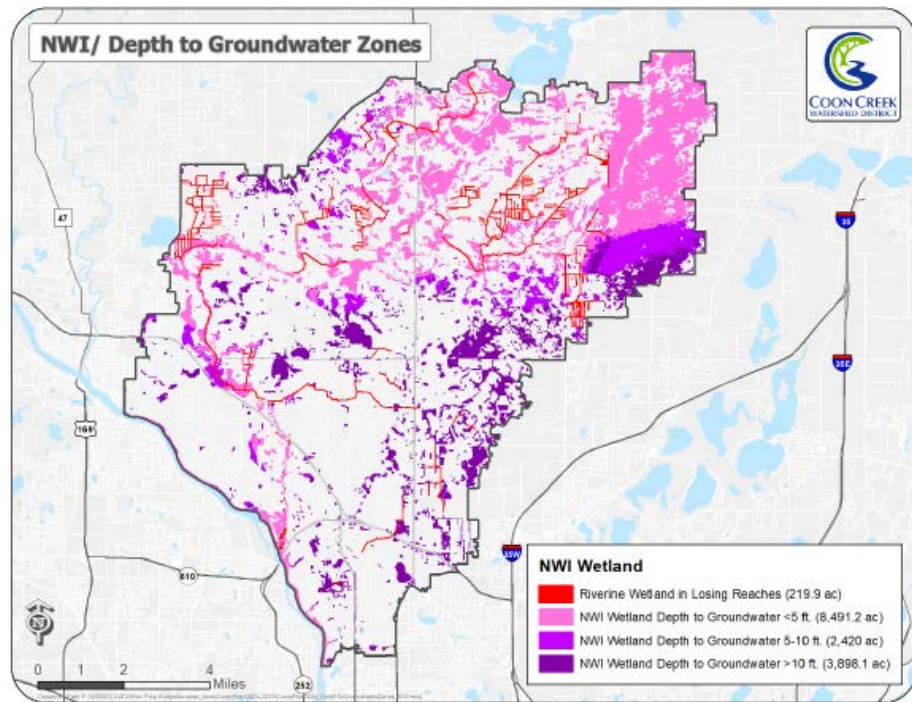 NWI/ Depth to Groundwater Zones
COON CREEK
WATERSHED DISTRICT
47
35
35E
169
35W
610
252
N
0 1 2 4
Miles
NWI Wetland
Riverine Wetland in Losing Reaches (219.9 ac)
NWI Wetland Depth to Groundwater <5 ft. (8,491.2 ac)
NWI Wetland Depth to Groundwater 5-10 ft. (2,420 ac)
NWI Wetland Depth to Groundwater >10 ft. (3,898.1 ac)